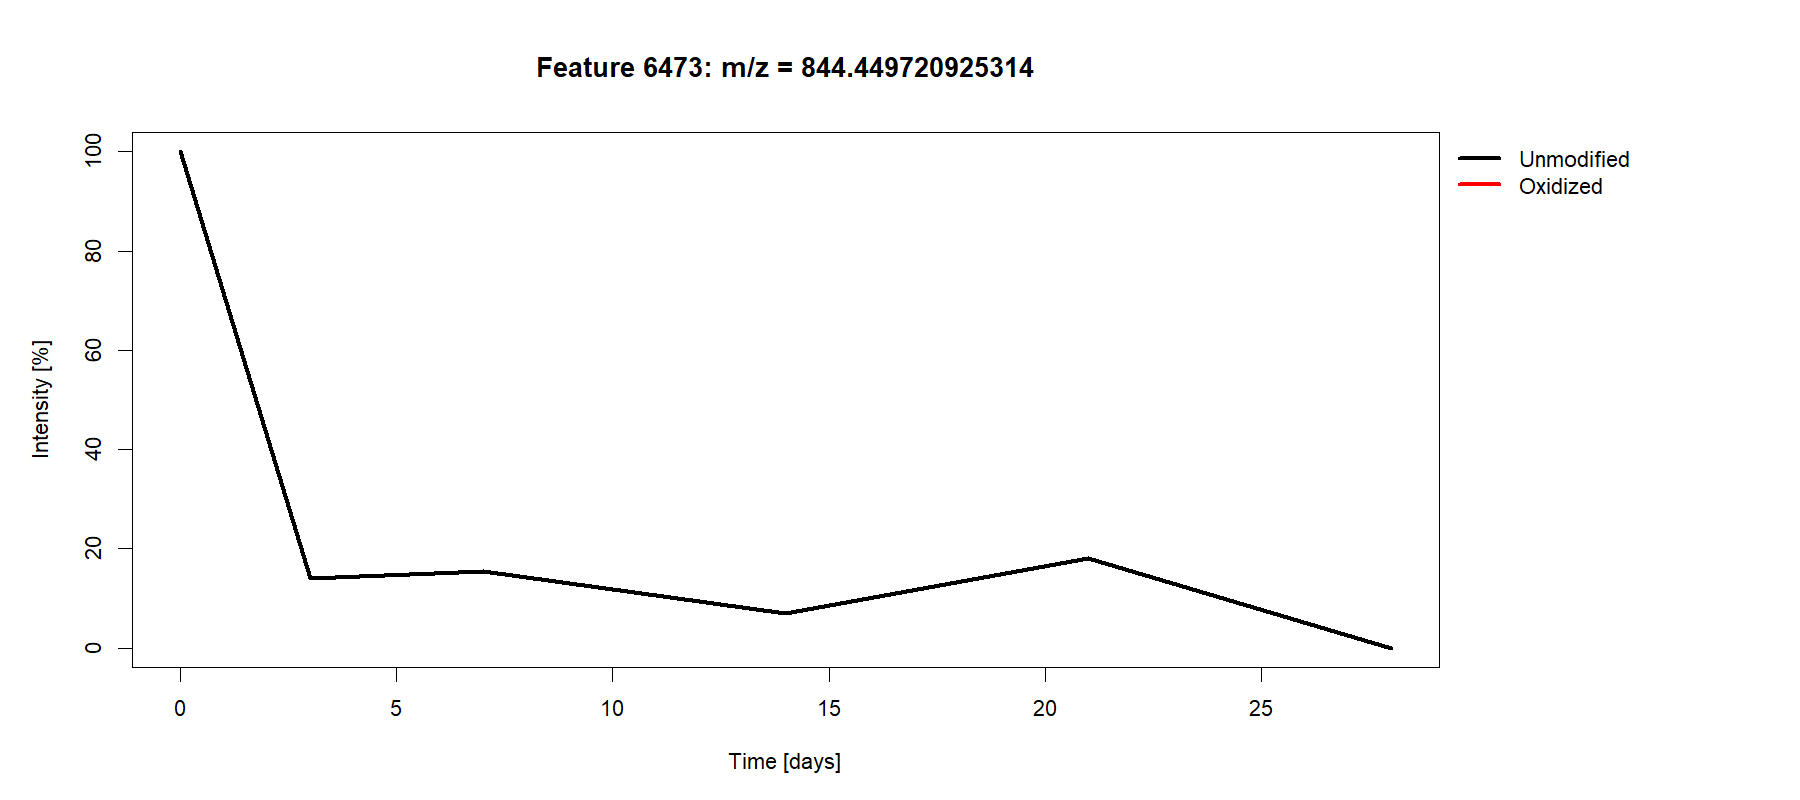 Feature 6473: m/z = 844.449720925314
Unmodified
Oxidized
Intensity [%]
100
80
60
40
20
0
0 5 10 15 20 25
Time [days]